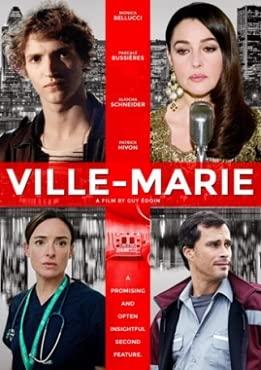 MONICA
BELLUCCI
PASCALE
BUSSIÈRES
ALIOCHA
SCHNEIDER
PATRICK
HIVON
VILLE-MARIE
A FILM BY GUY ÉDOIN
A
PROMISING
AND
OFTEN
INSIGHTFUL
SECOND
FEATURE.